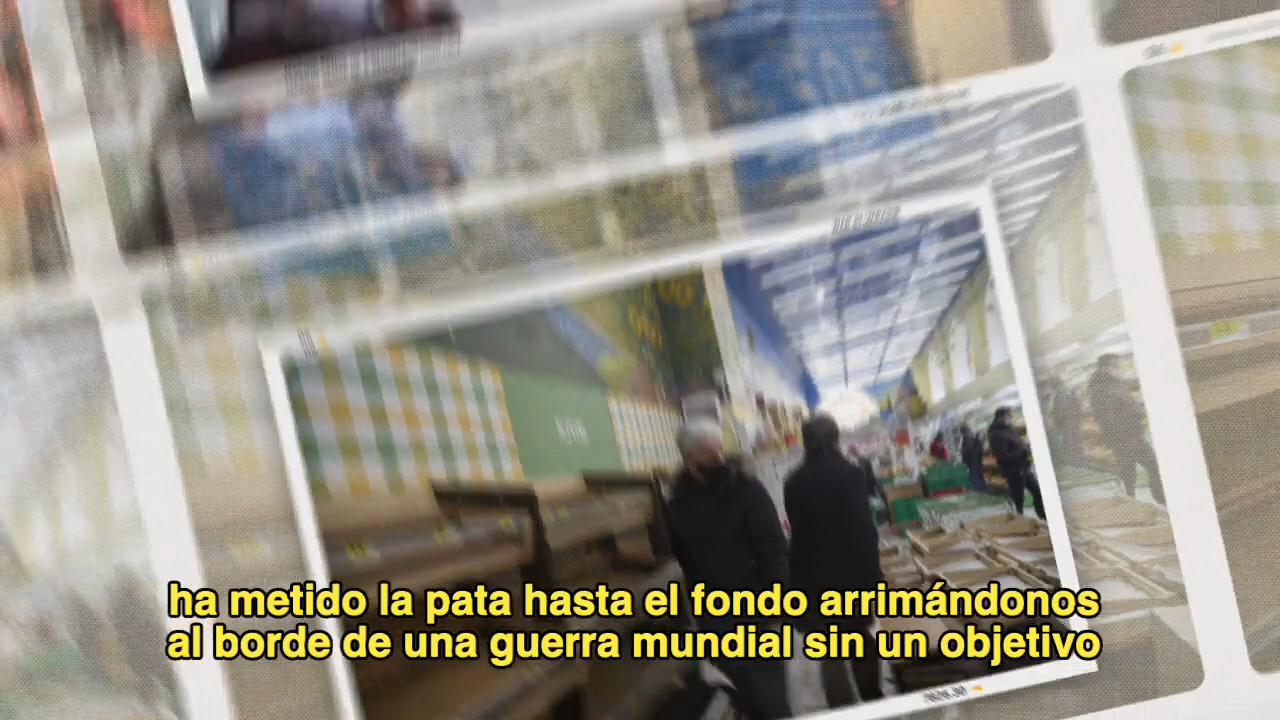 ha metido la pata hasta el fondo arrimándonos
al borde de una guerra mundial sin un objetivo